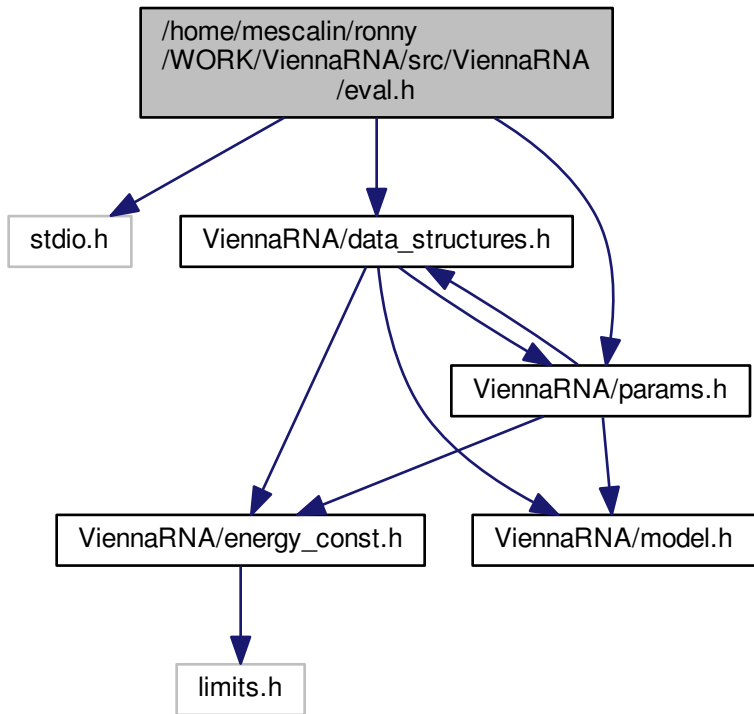 /home/mescalin/ronny
/WORK/ViennaRNA/src/ViennaRNA
/eval.h
stdio.h
ViennaRNA/data_structures.h
ViennaRNA/params.h
ViennaRNA/energy_const.h
ViennaRNA/model.h
limits.h